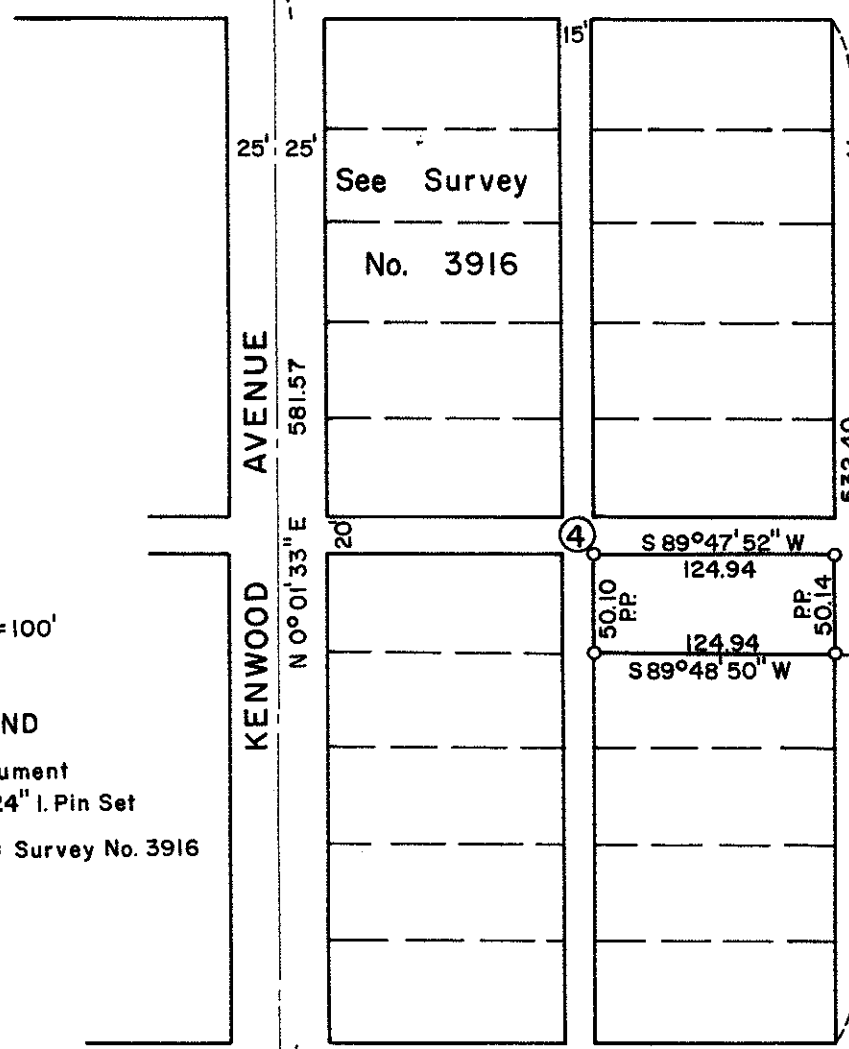 15'
25' 25'
See Survey
No. 3916
KENWOOD AVENUE
581.57
N 0° 01' 33" E
20'
532.40
4
S 89° 47' 52" W
124.94
50.10
P.P.
P.P.
50.14
124.94
S 89° 48' 50" W
=100'
ND
ument
24" I. Pin Set
Survey No. 3916